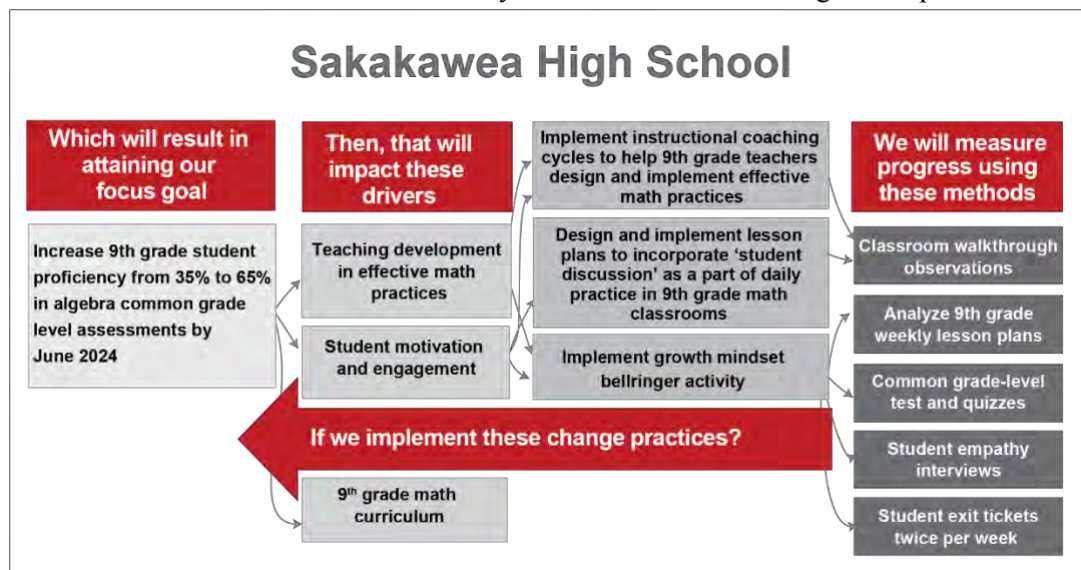 Sakakawea High School
Which will result in
attaining our
focus goal
Increase 9th grade student
proficiency from 35% to 65%
in algebra common grade
level assessments by
June 2024
Then, that will
impact these
drivers
Teaching development
in effective math
practices
Student motivation
and engagement
9th grade math
curriculum
Implement instructional coaching
cycles to help 9th grade teachers
design and implement effective
math practices
Design and implement lesson
plans to incorporate ‘student
discussion’ as a part of daily
practice in 9th grade math
classrooms
Implement growth mindset
bellringer activity
If we implement these change practices?
We will measure
progress using
these methods
Classroom walkthrough
observations
Analyze 9th grade
weekly lesson plans
Common grade-level
test and quizzes
Student empathy
interviews
Student exit tickets
twice per week